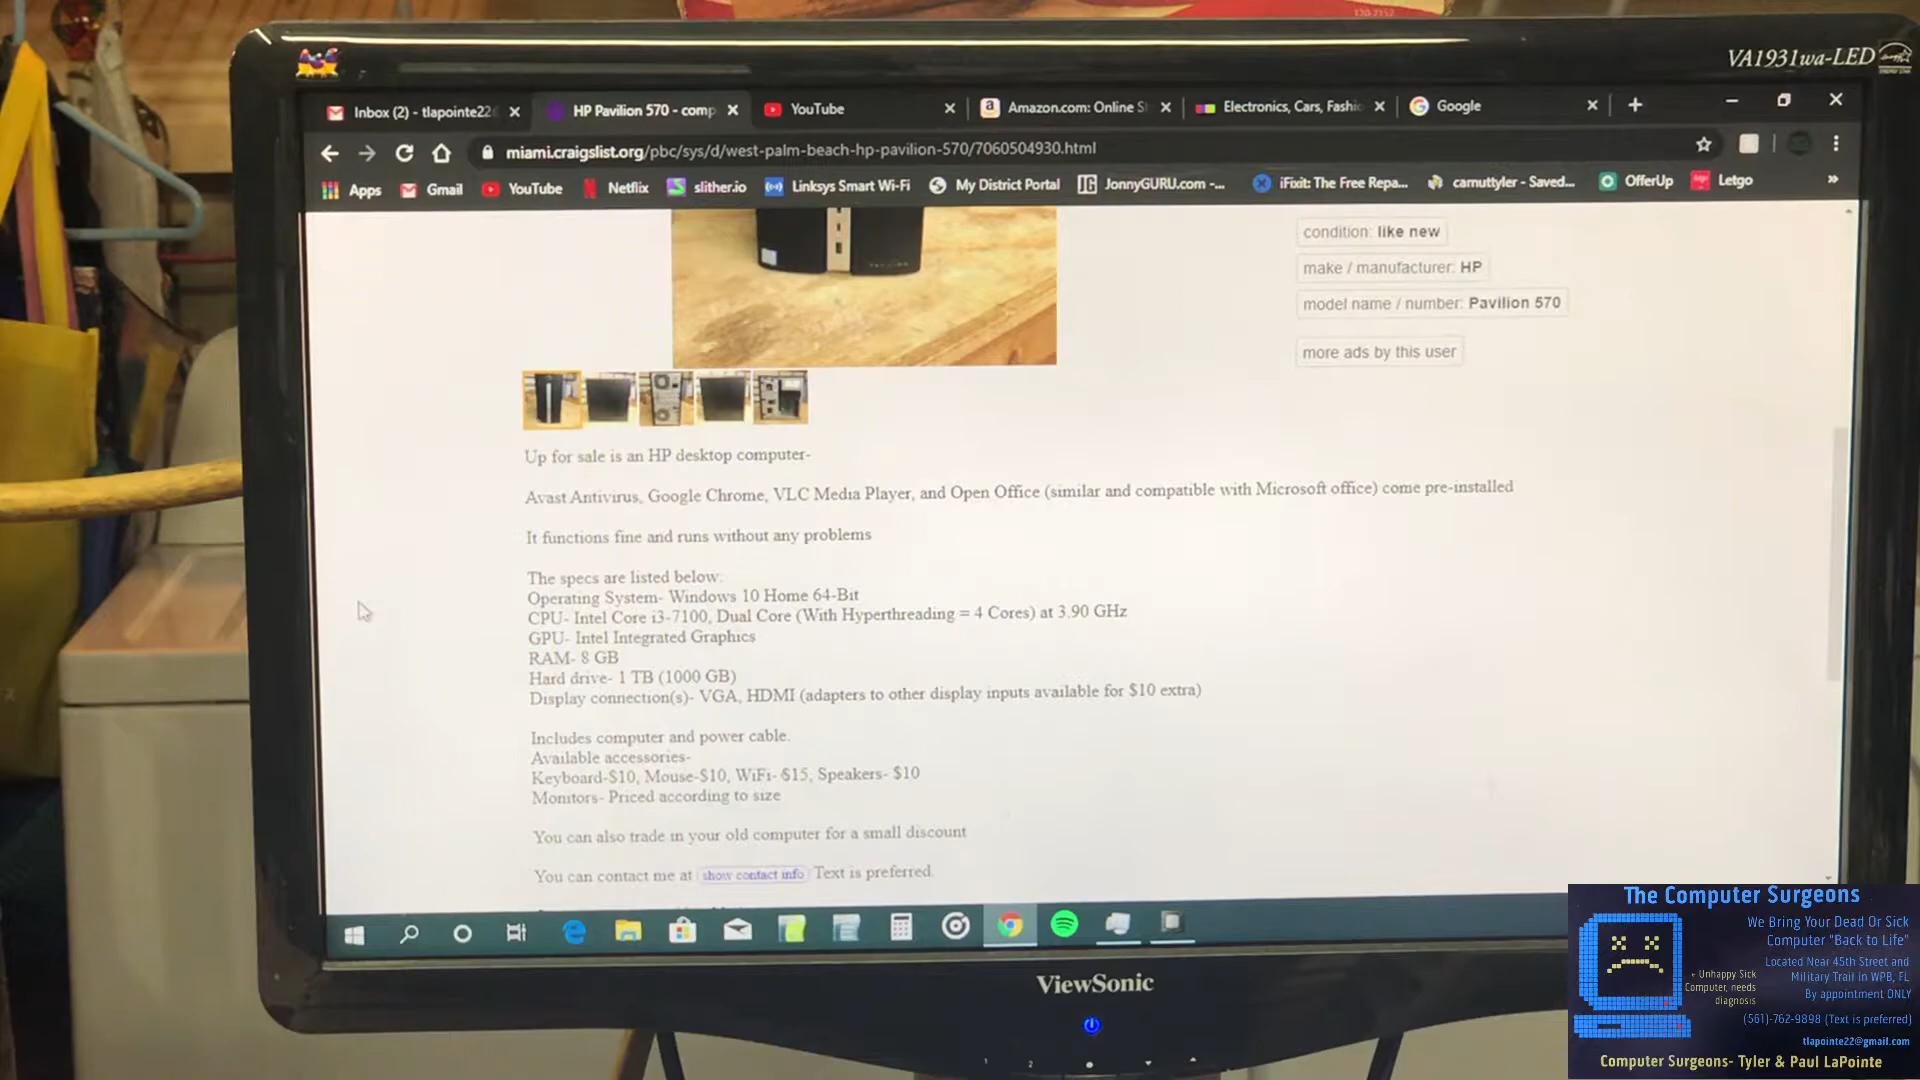 VA1931wa-LED
Inbox (2) - tlapointe22
HP Pavilion 570 - comp
YouTube
Amazon.com: Online S
Electronics, Cars, Fashi
Google
miami.craigslist.org/pbc/sys/d/west-palm-beach-hp-pavilion-570/7060504930.html
Apps
Gmail
YouTube
Netflix
slither.io
Linksys Smart Wi-Fi
My District Portal
JonnyGURU.com -...
iFixit: The Free Repa...
carnuttyler - Saved...
OfferUp
Letgo
condition: like new
make / manufacturer: HP
model name / number: Pavilion 570
more ads by this user
Up for sale is an HP desktop computer-
Avast Antivirus, Google Chrome, VLC Media Player, and Open Office (similar and compatible with Microsoft office) come pre-installed
It functions fine and runs without any problems
The specs are listed below:
Operating System- Windows 10 Home 64-Bit
CPU- Intel Core i3-7100, Dual Core (With Hyperthreading = 4 Cores) at 3.90 GHz
GPU- Intel Integrated Graphics
RAM- 8 GB
Hard drive- 1 TB (1000 GB)
Display connection(s)- VGA, HDMI (adapters to other display inputs available for $10 extra)
Includes computer and power cable.
Available accessories-
Keyboard-$10, Mouse-$10, WiFi-$15, Speakers- $10
Monitors- Priced according to size
You can also trade in your old computer for a small discount
You can contact me at show contact info Text is preferred.
ViewSonic
1 2
The Computer Surgeons
We Bring Your Dead Or Sick
Computer "Back to Life"
Located Near 45th Street and
Military Trail in WPB, FL
By appointment ONLY
(561)-762-9898 (Text is preferred)
tlapointe22@gmail.com
- Unhappy Sick
Computer, needs
diagnosis
Computer Surgeons- Tyler & Paul LaPointe